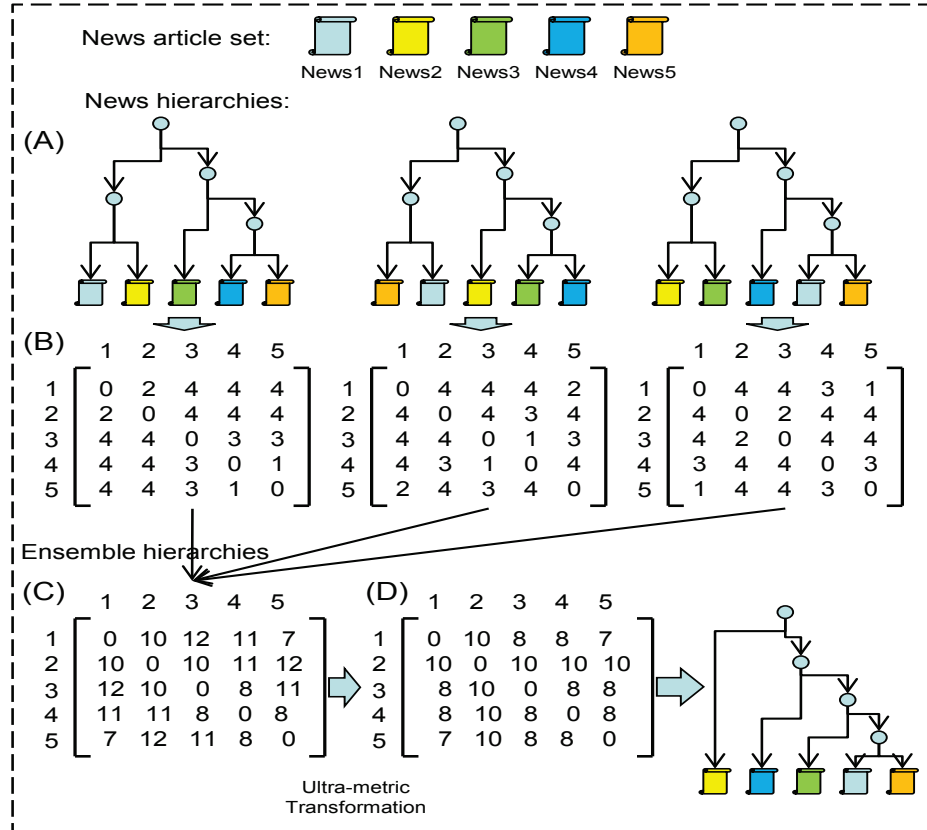 News article set:
News1 News2 News3 News4 News5
News hierarchies:
(A)
(B)
1 2 3 4 5
1 0 2 4 4 4
2 2 0 4 4 4
3 4 4 0 3 3
4 4 4 3 0 1
5 4 4 3 1 0
1 2 3 4 5
1 0 4 4 4 2
2 4 0 4 3 4
3 4 4 0 1 3
4 4 3 1 0 4
5 2 4 3 4 0
1 2 3 4 5
1 0 4 4 3 1
2 4 0 2 4 4
3 4 2 0 4 4
4 3 4 4 0 3
5 1 4 4 3 0
Ensemble hierarchies
(C)
1 2 3 4 5
1 0 10 12 11 7
2 10 0 10 11 12
3 12 10 0 8 11
4 11 11 8 0 8
5 7 12 11 8 0
(D)
1 2 3 4 5
1 0 10 8 8 7
2 10 0 10 10 10
3 8 10 0 8 8
4 8 10 8 0 8
5 7 10 8 8 0
Ultra-metric
Transformation